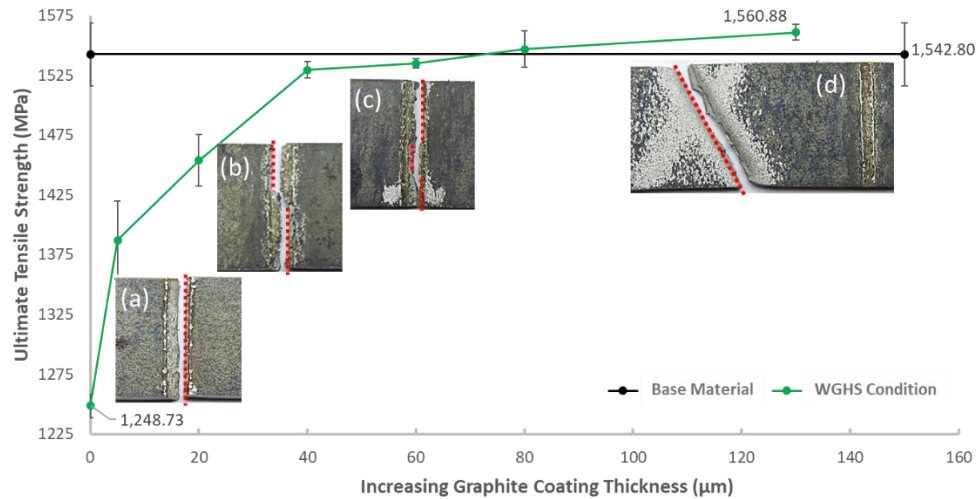 Ultimate Tensile Strength (MPa)
1575
1525
1475
1425
1375
1325
1275
1225
1,560.88
1,542.80
1,248.73
(a)
(b)
(c)
(d)
Base Material
WGHS Condition
0 20 40 60 80 100 120 140 160
Increasing Graphite Coating Thickness (µm)